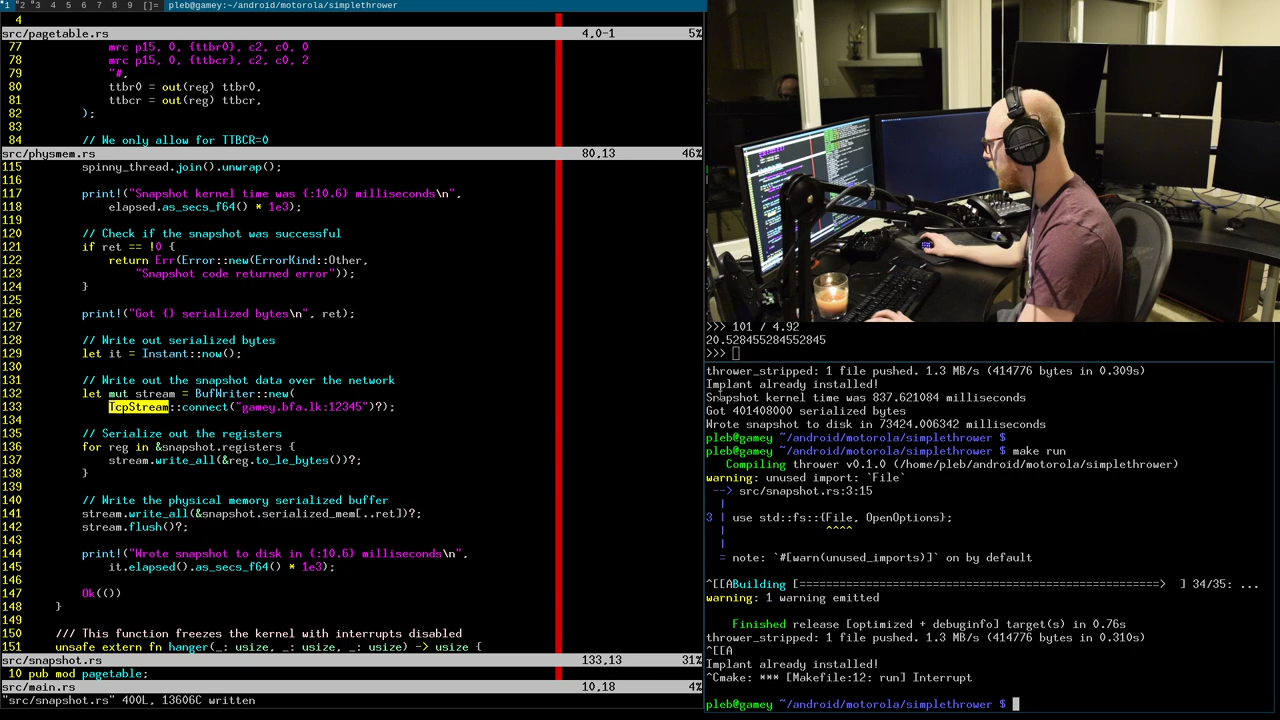 1 2 3 4 5 6 7 8 9 []= pleb@gamey:~/android/motorola/simplethrower
4
src/pagetable.rs 4,0-1 5%
77 mrc p15, 0, {ttbr0}, c2, c0, 0
78 mrc p15, 0, {ttbcr}, c2, c0, 2
79 "#,
80 ttbr0 = out(reg) ttbr0,
81 ttbcr = out(reg) ttbcr,
82 );
83
84 // We only allow for TTBCR=0
src/physmem.rs 80,13 46%
115 spinny_thread.join().unwrap();
116
117 print!("Snapshot kernel time was {:10.6} milliseconds\n",
118 elapsed.as_secs_f64() * 1e3);
119
120 // Check if the snapshot was successful
121 if ret == !0 {
122 return Err(Error::new(ErrorKind::Other,
123 "Snapshot code returned error"));
124 }
125
126 print!("Got {} serialized bytes\n", ret);
127
128 // Write out serialized bytes
129 let it = Instant::now();
130
131 // Write out the snapshot data over the network
132 let mut stream = BufWriter::new(
133 TcpStream::connect("gamey.bfa.lk:12345")?);
134
135 // Serialize out the registers
136 for reg in &snapshot.registers {
137 stream.write_all(&reg.to_le_bytes())?;
138 }
139
140 // Write the physical memory serialized buffer
141 stream.write_all(&snapshot.serialized_mem[..ret])?;
142 stream.flush()?;
143
144 print!("Wrote snapshot to disk in {:10.6} milliseconds\n",
145 it.elapsed().as_secs_f64() * 1e3);
146
147 Ok(())
148 }
149
150 /// This function freezes the kernel with interrupts disabled
151 unsafe extern fn hanger(_: usize, _: usize, _: usize) -> usize {
src/snapshot.rs 133,13 31%
10 pub mod pagetable;
src/main.rs 10,18 4%
"src/snapshot.rs" 400L, 13606C written
>>> 101 / 4.92
20.528455284552845
>>>
thrower_stripped: 1 file pushed. 1.3 MB/s (414776 bytes in 0.309s)
Implant already installed!
Snapshot kernel time was 837.621084 milliseconds
Got 401408000 serialized bytes
Wrote snapshot to disk in 73424.006342 milliseconds
pleb@gamey ~/android/motorola/simplethrower $
pleb@gamey ~/android/motorola/simplethrower $ make run
Compiling thrower v0.1.0 (/home/pleb/android/motorola/simplethrower)
warning: unused import: `File`
--> src/snapshot.rs:3:15
|
3 | use std::fs::{File, OpenOptions};
| ^^^^
|
= note: `#[warn(unused_imports)]` on by default
^[[ABuilding [=======================================================> ] 34/35: ...
warning: 1 warning emitted
Finished release [optimized + debuginfo] target(s) in 0.76s
thrower_stripped: 1 file pushed. 1.3 MB/s (414776 bytes in 0.310s)
^[[A
Implant already installed!
^Cmake: *** [Makefile:12: run] Interrupt
pleb@gamey ~/android/motorola/simplethrower $